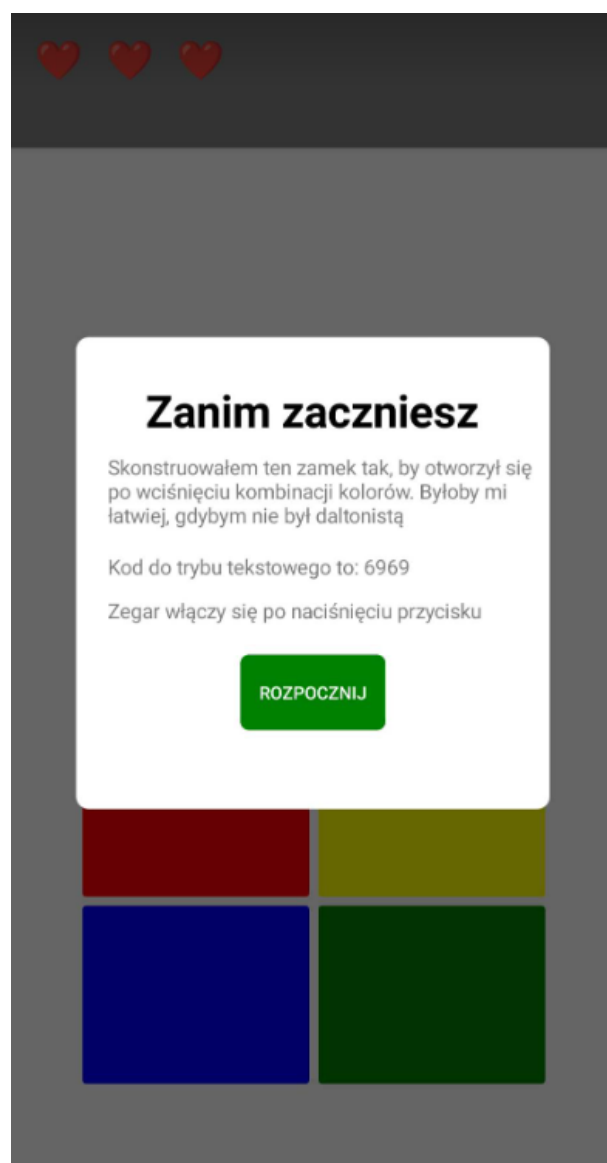 Zanim zaczniesz
Skonstruowałem ten zamek tak, by otworzył się
po wciśnięciu kombinacji kolorów. Byłoby mi
łatwiej, gdybym nie był daltonistą
Kod do trybu tekstowego to: 6969
Zegar włączy się po naciśnięciu przycisku
ROZPOCZNIJ